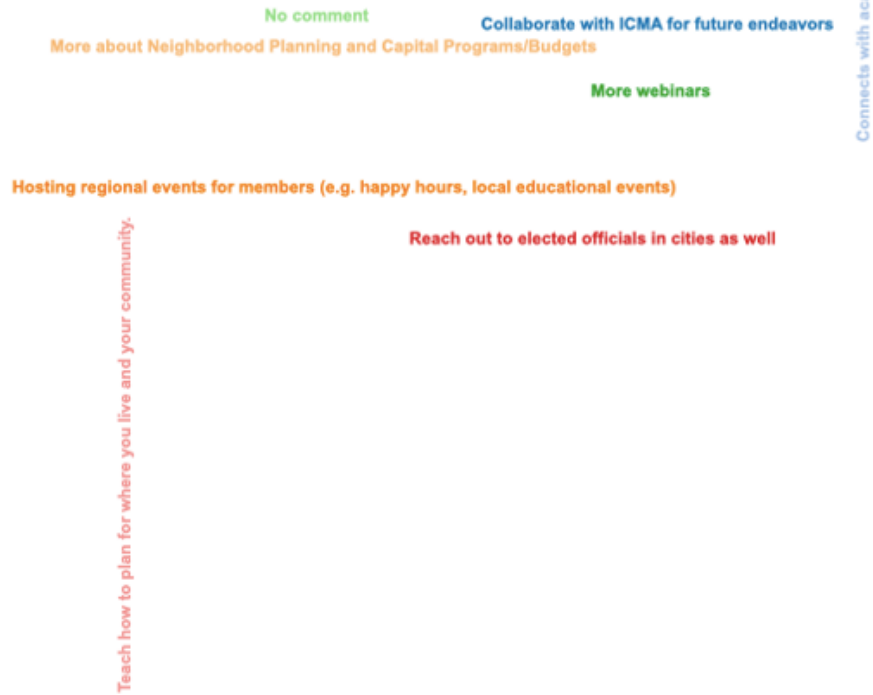 No comment
Collaborate with ICMA for future endeavors
More about Neighborhood Planning and Capital Programs/Budgets
Connects with
More webinars
Hosting regional events for members (e.g. happy hours, local educational events)
Reach out to elected officials in cities as well
Teach how to plan for where you live and your community.